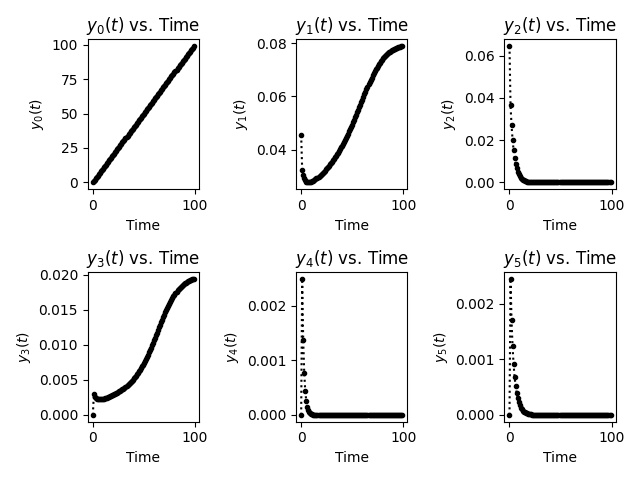 y₀(t) vs. Time
y₁(t) vs. Time
y₂(t) vs. Time
100
75
50
25
0
y₀(t)
0
100
Time
0.08
0.06
0.04
y₁(t)
0
100
Time
0.06
0.04
0.02
0.00
y₂(t)
0
100
Time
y₃(t) vs. Time
y₄(t) vs. Time
y₅(t) vs. Time
0.020
0.015
0.010
0.005
0.000
y₃(t)
0
100
Time
0.002
0.001
0.000
y₄(t)
0
100
Time
0.002
0.001
0.000
y₅(t)
0
100
Time